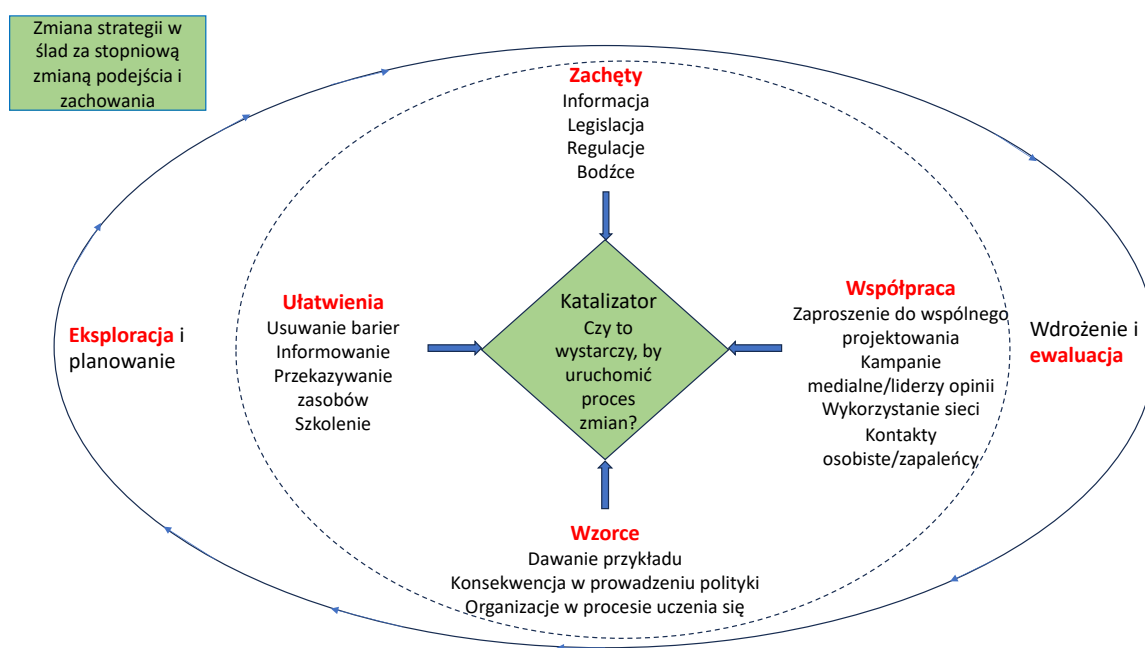 Zmiana strategii w
ślad za stopniową
zmianą podejścia i
zachowania
Zachęty
Informacja
Legislacja
Regulacje
Bodźce
Eksploracja i
planowanie
Ułatwienia
Usuwanie barier
Informowanie
Przekazywanie
zasobów
Szkolenie
Katalizator
Czy to
wystarczy, by
uruchomić
proces
zmian?
Współpraca
Zaproszenie do wspólnego
projektowania
Kampanie
medialne/liderzy opinii
Wykorzystanie sieci
Kontakty
osobiste/zapaleńcy
Wdrożenie i
ewaluacja
Wzorce
Dawanie przykładu
Konsekwencja w prowadzeniu polityki
Organizacje w procesie uczenia się